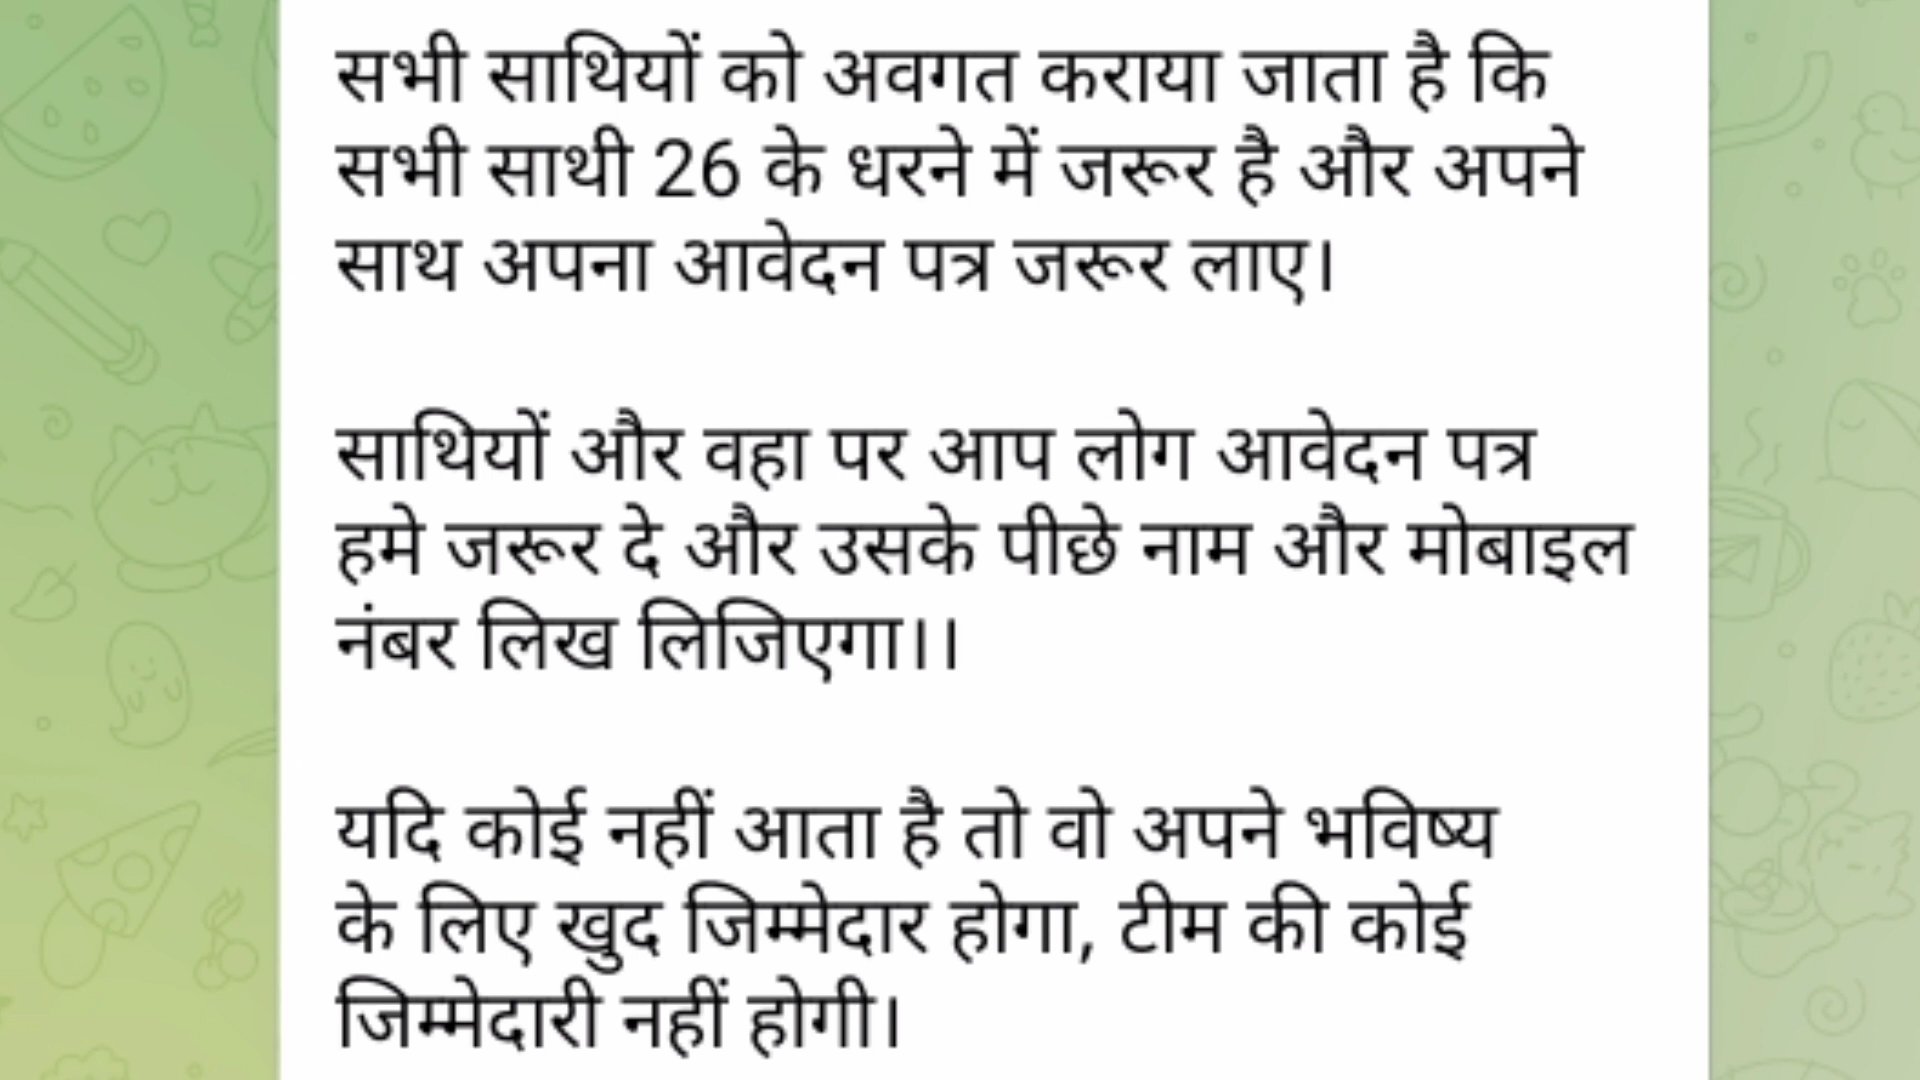 सभी साथियों को अवगत कराया जाता है कि
सभी साथी 26 के धरने में जरूर है और अपने
साथ अपना आवेदन पत्र जरूर लाए।
साथियों और वहा पर आप लोग आवेदन पत्र
हमे जरूर दे और उसके पीछे नाम और मोबाइल
नंबर लिख लिजिएगा।।
यदि कोई नहीं आता है तो वो अपने भविष्य
के लिए खुद जिम्मेदार होगा, टीम की कोई
जिम्मेदारी नहीं होगी।